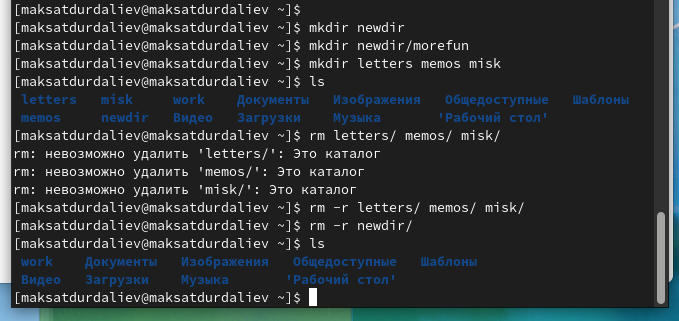 [maksatdurdaliev@maksatdurdaliev ~]$
[maksatdurdaliev@maksatdurdaliev ~]$ mkdir newdir
[maksatdurdaliev@maksatdurdaliev ~]$ mkdir newdir/morefun
[maksatdurdaliev@maksatdurdaliev ~]$ mkdir letters memos misk
[maksatdurdaliev@maksatdurdaliev ~]$ ls
letters misk work Документы Изображения Общедоступные Шаблоны
memos newdir Видео Загрузки Музыка 'Рабочий стол'
[maksatdurdaliev@maksatdurdaliev ~]$ rm letters/ memos/ misk/
rm: невозможно удалить 'letters/': Это каталог
rm: невозможно удалить 'memos/': Это каталог
rm: невозможно удалить 'misk/': Это каталог
[maksatdurdaliev@maksatdurdaliev ~]$ rm -r letters/ memos/ misk/
[maksatdurdaliev@maksatdurdaliev ~]$ rm -r newdir/
[maksatdurdaliev@maksatdurdaliev ~]$ ls
work Документы Изображения Общедоступные Шаблоны
Видео Загрузки Музыка 'Рабочий стол'
[maksatdurdaliev@maksatdurdaliev ~]$